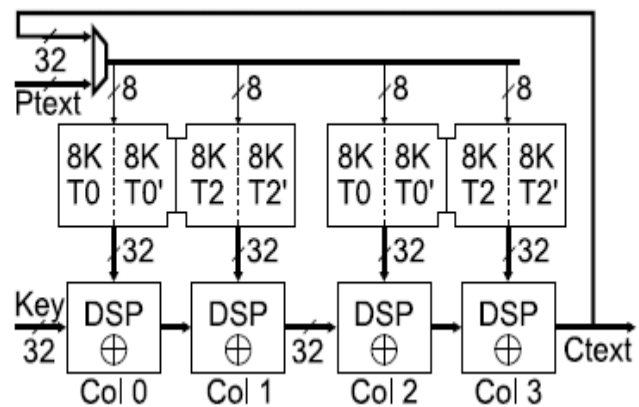 32
Ptext
8 8 8 8
8K 8K 8K 8K 8K 8K 8K 8K
T0 T0' T2 T2' T0 T0' T2 T2'
32 32 32 32
Key DSP DSP DSP DSP
32 32 Ctext
Col 0 Col 1 Col 2 Col 3